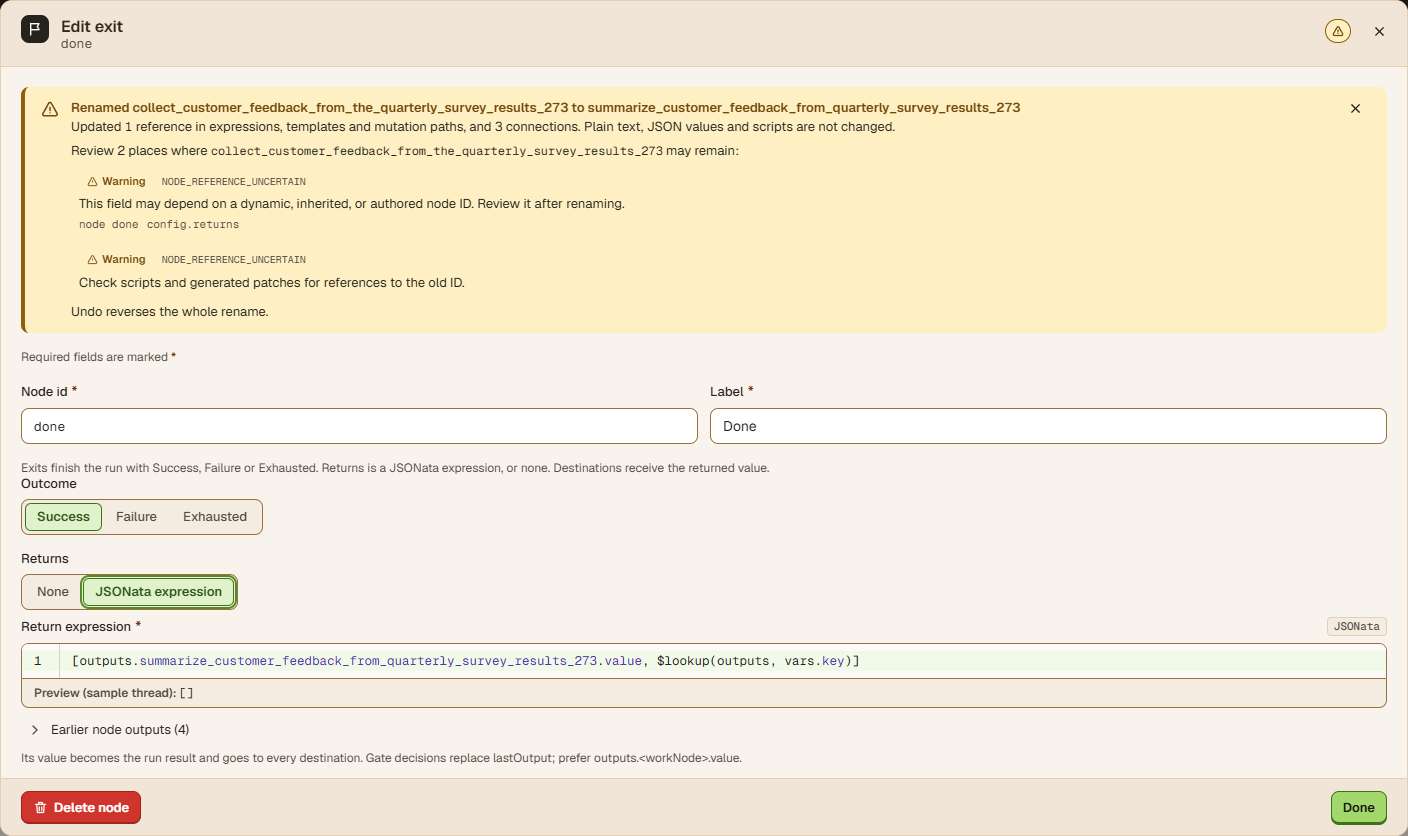 Edit exit
done
Renamed collect_customer_feedback_from_the_quarterly_survey_results_273 to summarize_customer_feedback_from_quarterly_survey_results_273
Updated 1 reference in expressions, templates and mutation paths, and 3 connections. Plain text, JSON values and scripts are not changed.
Review 2 places where collect_customer_feedback_from_the_quarterly_survey_results_273 may remain:
Warning NODE_REFERENCE_UNCERTAIN
This field may depend on a dynamic, inherited, or authored node ID. Review it after renaming.
node done config.returns
Warning NODE_REFERENCE_UNCERTAIN
Check scripts and generated patches for references to the old ID.
Undo reverses the whole rename.
Required fields are marked *
Node id * Label *
done Done
Exits finish the run with Success, Failure or Exhausted. Returns is a JSONata expression, or none. Destinations receive the returned value.
Outcome
Success Failure Exhausted
Returns
None JSONata expression
Return expression * JSONata
1 [outputs.summarize_customer_feedback_from_quarterly_survey_results_273.value, $lookup(outputs, vars.key)]
Preview (sample thread): []
Earlier node outputs (4)
Its value becomes the run result and goes to every destination. Gate decisions replace lastOutput; prefer outputs.<workNode>.value.
Delete node Done